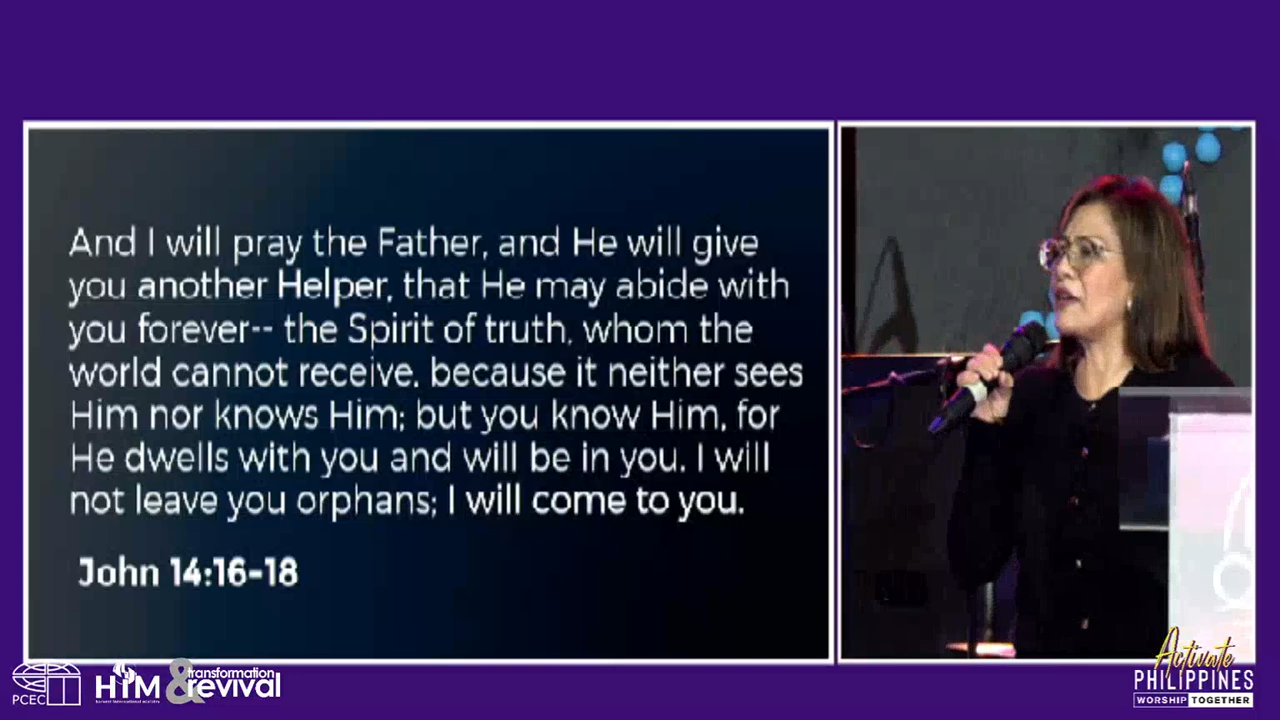 And I will pray the Father, and He will give
you another Helper, that He may abide with
you forever-- the Spirit of truth, whom the
world cannot receive, because it neither sees
Him nor knows Him; but you know Him, for
He dwells with you and will be in you. I will
not leave you orphans; I will come to you.
John 14:16-18
PCEC
HIM
harvest international ministries
& transformation
revival
Activate
PHILIPPINES
WORSHIP TOGETHER